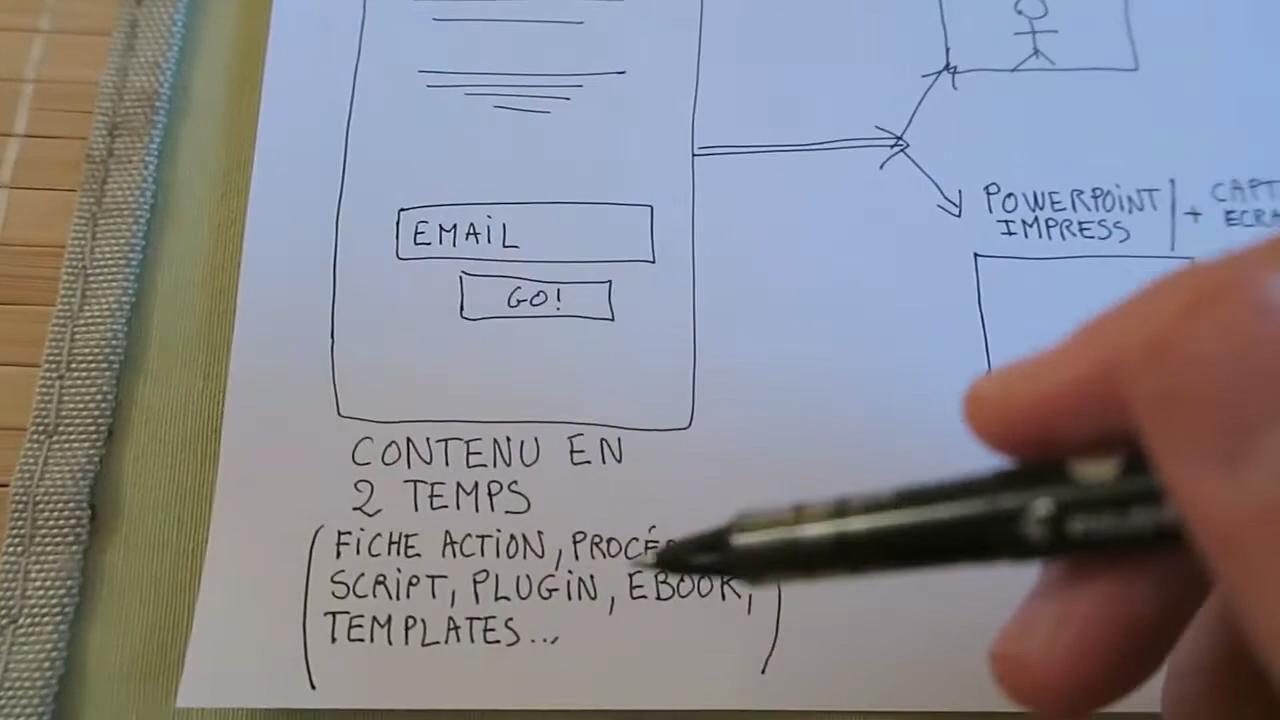 EMAIL
GO!
POWERPOINT
IMPRESS
+
CONTENU EN
2 TEMPS
(FICHE ACTION,
SCRIPT, PLUGIN, EBOOK,
TEMPLATES...)